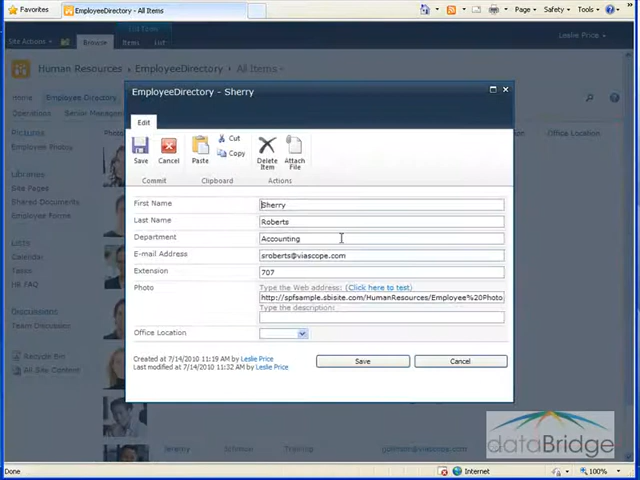 Favorites EmployeeDirectory - All Items Page Safety Tools
List Tools
Site Actions Browse Items List Leslie Price
Human Resources EmployeeDirectory All Items
Home Employee Directory
Operations Senior Manage
EmployeeDirectory - Sherry
Edit
Save Cancel Paste Cut Copy Delete Item Attach File
Commit Clipboard Actions
Pictures
Employee Photos
Libraries
Site Pages
Shared Documents
Employee Forms
Lists
Calendar
Tasks
HR FAQ
Discussions
Team Discussion
Recycle Bin
All Site Content
Office Location
First Name Sherry
Last Name Roberts
Department Accounting
E-mail Address sroberts@viascope.com
Extension 707
Photo Type the Web address: (Click here to test)
http://spfsample.sbisite.com/HumanResources/Employee%20Photo
Type the description:
Office Location
Created at 7/14/2010 11:19 AM by Leslie Price
Last modified at 7/14/2010 11:32 AM by Leslie Price
Save Cancel
Jeremy Training
dataBridge
Done Internet 100%